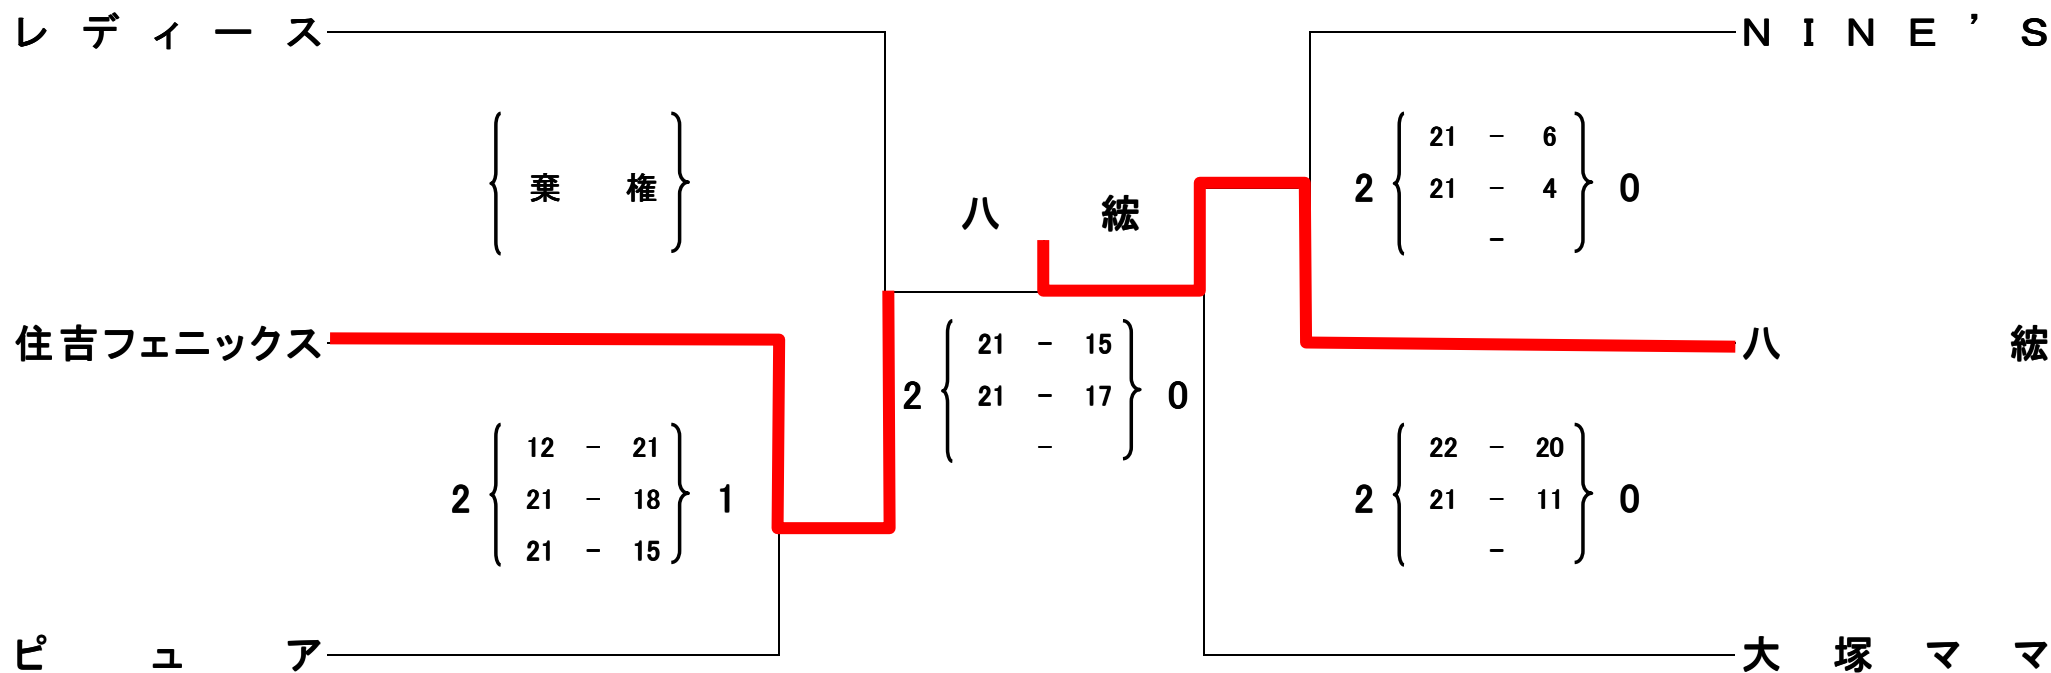 レディース
NINE'S
棄権
21 - 6
2 21 - 4 0
-
八紘
住吉フェニックス
八紘
21 - 15
2 21 - 17 0
-
12 - 21
2 21 - 18 1
21 - 15
22 - 20
2 21 - 11 0
-
ピュア
大塚ママ